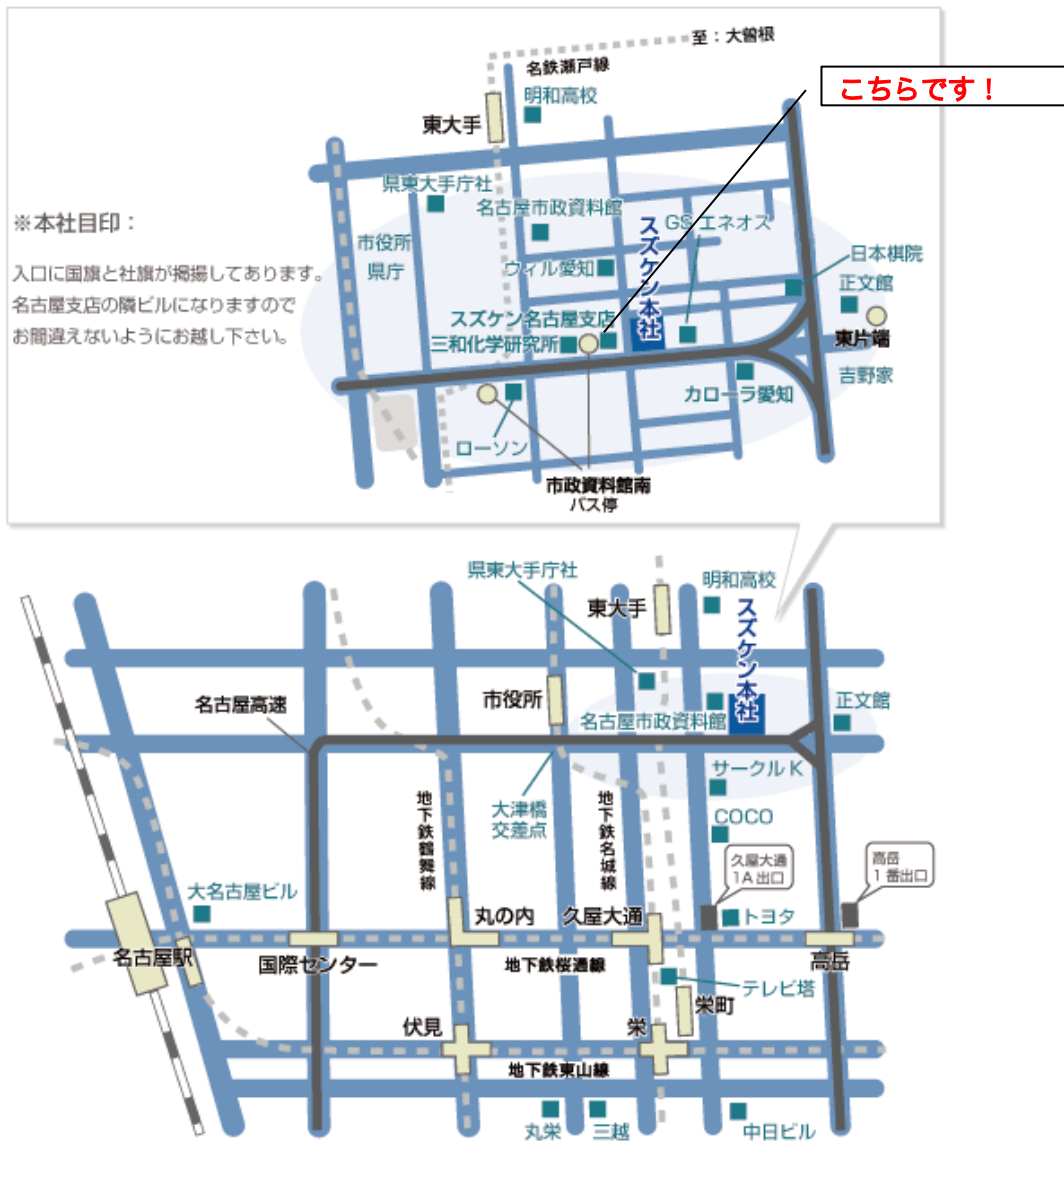 至：大曽根
名鉄瀬戸線
こちらです！
明和高校
東大手
県東大手庁社
名古屋市政資料館
スズケン本社
GS エネオス
※本社目印：
市役所
県庁
日本棋院
ウィル愛知
入口に国旗と社旗が掲揚してあります。
正文館
名古屋支店の隣ビルになりますので
スズケン名古屋支店
お間違えないようにお越し下さい。
三和化学研究所
東片端
吉野家
カローラ愛知
ローソン
市政資料館南
バス停
県東大手庁社
明和高校
東大手
スズケン本社
市役所
名古屋高速
正文館
名古屋市政資料館
サークルK
地下鉄鶴舞線
大津橋
交差点
地下鉄名城線
COCO
久屋大通
1A出口
高岳
1番出口
大名古屋ビル
丸の内
久屋大通
トヨタ
名古屋駅
国際センター
地下鉄桜通線
高岳
テレビ塔
栄町
伏見
栄
地下鉄東山線
丸栄
三越
中日ビル